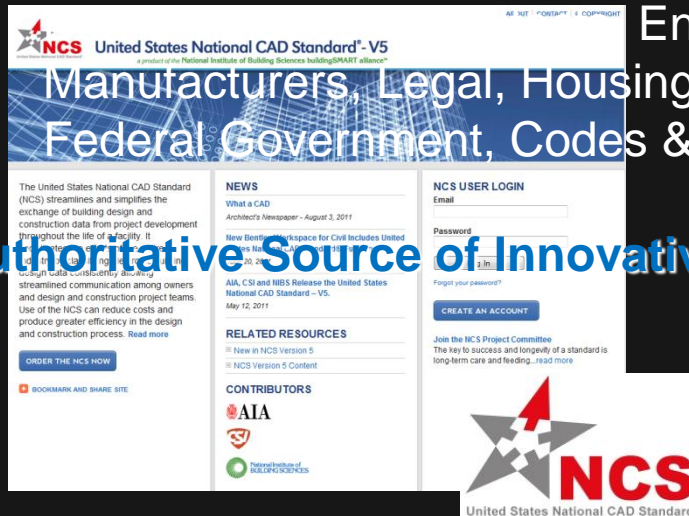 ABOUT | CONTACT | © COPYRIGHT
En
NCS United States National CAD Standard®- V5
a product of the National Institute of Building Sciences buildingSMART alliance™
Manufacturers, Legal, Housing
Federal Government, Codes &
uthoritative Source of Innovativ
The United States National CAD Standard
(NCS) streamlines and simplifies the
exchange of building design and
construction data from project development
throughout the life of a facility. It
design data consistently allowing
streamlined communication among owners
and design and construction project teams.
Use of the NCS can reduce costs and
produce greater efficiency in the design
and construction process. Read more
ORDER THE NCS NOW
BOOKMARK AND SHARE SITE
NEWS
What a CAD
Architect's Newspaper - August 3, 2011
New Bentley Workspace for Civil Includes United
States National CAD Standard
AIA, CSI and NIBS Release the United States
National CAD Standard – V5.
May 12, 2011
RELATED RESOURCES
New in NCS Version 5
NCS Version 5 Content
CONTRIBUTORS
AIA
CSI
National Institute of
BUILDING SCIENCES
NCS USER LOGIN
Email
Password
Log In
Forgot your password?
CREATE AN ACCOUNT
Join the NCS Project Committee
The key to success and longevity of a standard is
long-term care and feeding...read more
NCS
United States National CAD Standard